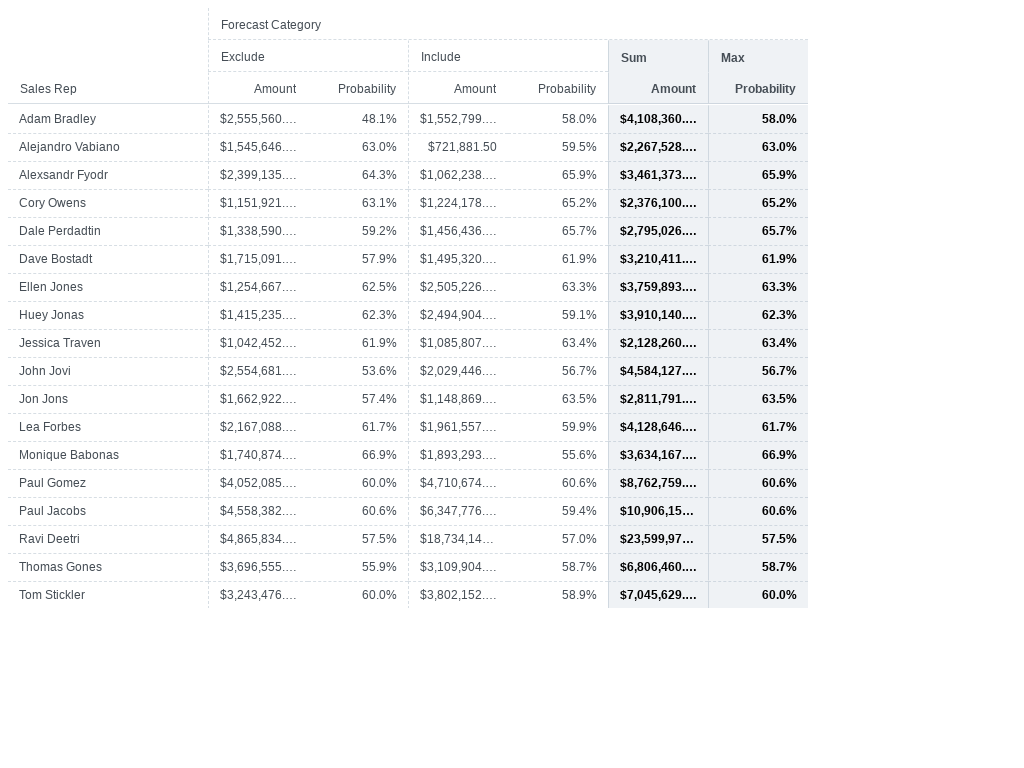 Forecast Category
Exclude Include Sum Max
Sales Rep Amount Probability Amount Probability Amount Probability
Adam Bradley $2,555,560.... 48.1% $1,552,799.... 58.0% $4,108,360.... 58.0%
Alejandro Vabiano $1,545,646.... 63.0% $721,881.50 59.5% $2,267,528.... 63.0%
Alexsandr Fyodr $2,399,135.... 64.3% $1,062,238.... 65.9% $3,461,373.... 65.9%
Cory Owens $1,151,921.... 63.1% $1,224,178.... 65.2% $2,376,100.... 65.2%
Dale Perdadtin $1,338,590.... 59.2% $1,456,436.... 65.7% $2,795,026.... 65.7%
Dave Bostadt $1,715,091.... 57.9% $1,495,320.... 61.9% $3,210,411.... 61.9%
Ellen Jones $1,254,667.... 62.5% $2,505,226.... 63.3% $3,759,893.... 63.3%
Huey Jonas $1,415,235.... 62.3% $2,494,904.... 59.1% $3,910,140.... 62.3%
Jessica Traven $1,042,452.... 61.9% $1,085,807.... 63.4% $2,128,260.... 63.4%
John Jovi $2,554,681.... 53.6% $2,029,446.... 56.7% $4,584,127.... 56.7%
Jon Jons $1,662,922.... 57.4% $1,148,869.... 63.5% $2,811,791.... 63.5%
Lea Forbes $2,167,088.... 61.7% $1,961,557.... 59.9% $4,128,646.... 61.7%
Monique Babonas $1,740,874.... 66.9% $1,893,293.... 55.6% $3,634,167.... 66.9%
Paul Gomez $4,052,085.... 60.0% $4,710,674.... 60.6% $8,762,759.... 60.6%
Paul Jacobs $4,558,382.... 60.6% $6,347,776.... 59.4% $10,906,15... 60.6%
Ravi Deetri $4,865,834.... 57.5% $18,734,14... 57.0% $23,599,97... 57.5%
Thomas Gones $3,696,555.... 55.9% $3,109,904.... 58.7% $6,806,460.... 58.7%
Tom Stickler $3,243,476.... 60.0% $3,802,152.... 58.9% $7,045,629.... 60.0%